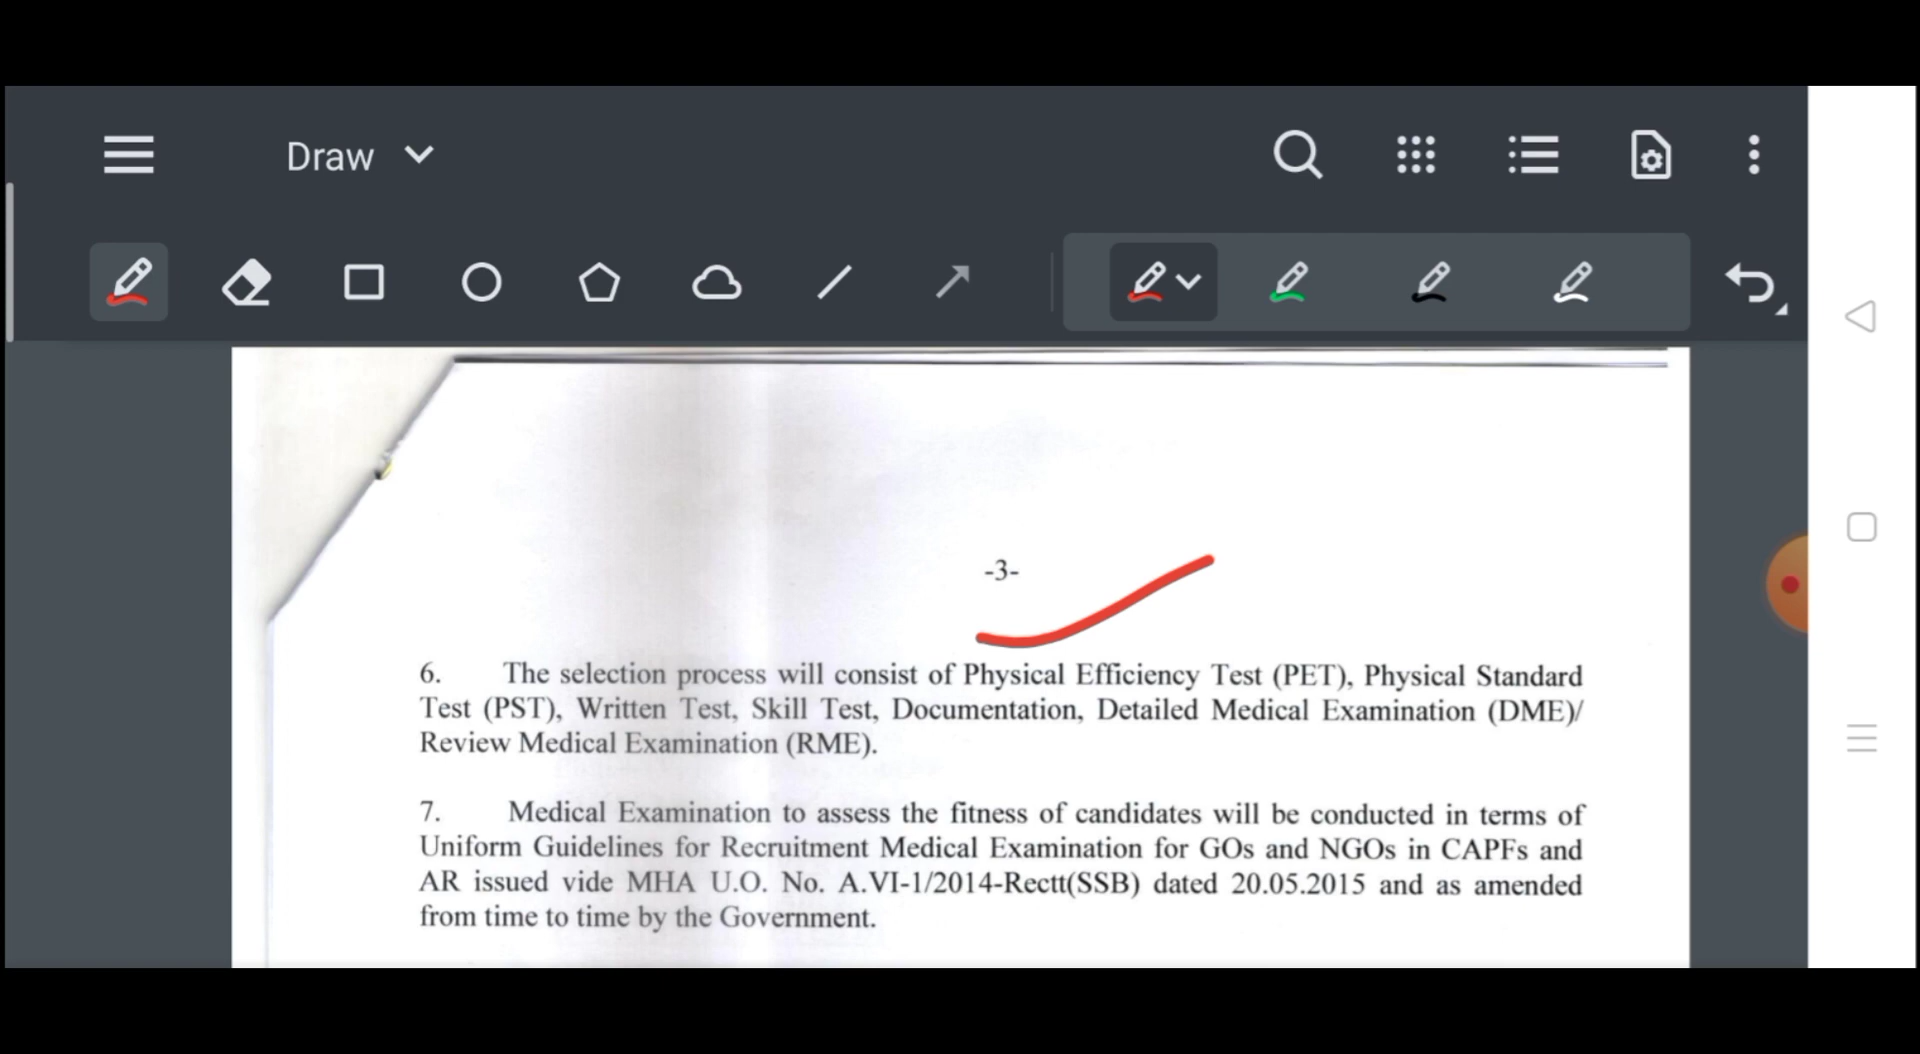 Draw
-3-
6. The selection process will consist of Physical Efficiency Test (PET), Physical Standard
Test (PST), Written Test, Skill Test, Documentation, Detailed Medical Examination (DME)/
Review Medical Examination (RME).
7. Medical Examination to assess the fitness of candidates will be conducted in terms of
Uniform Guidelines for Recruitment Medical Examination for GOs and NGOs in CAPFs and
AR issued vide MHA U.O. No. A.VI-1/2014-Rectt(SSB) dated 20.05.2015 and as amended
from time to time by the Government.